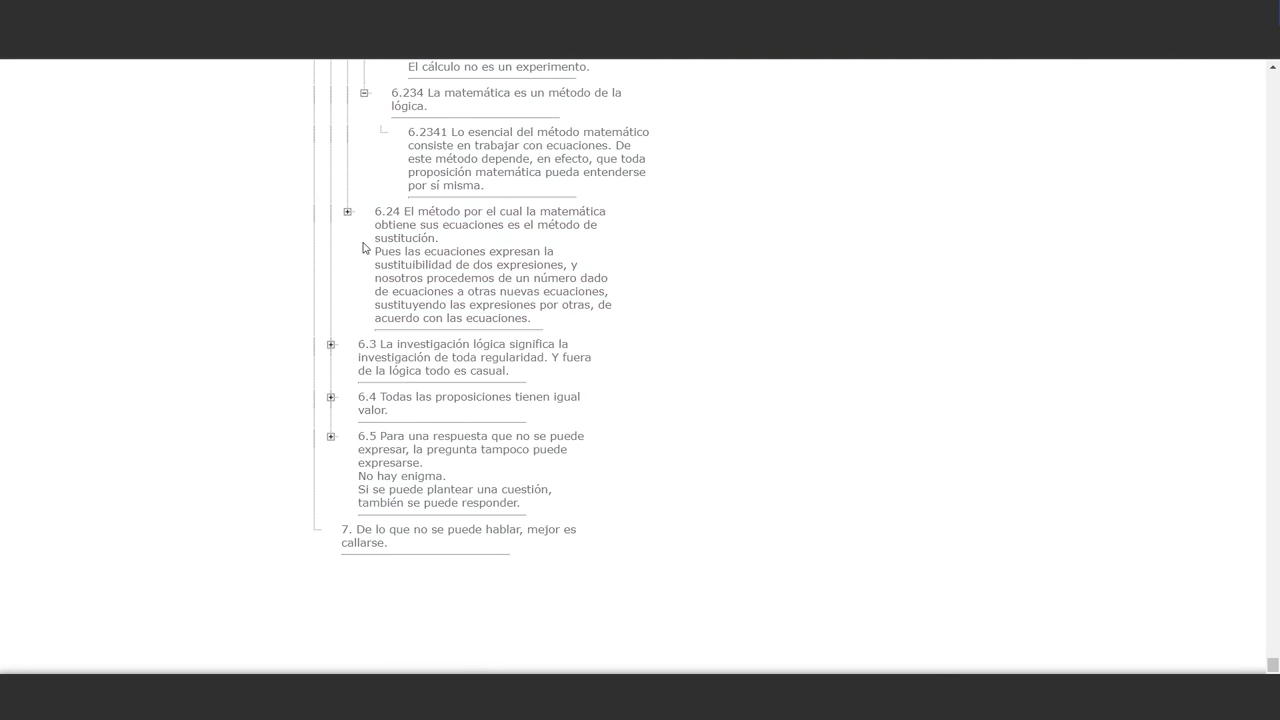 El cálculo no es un experimento.
6.234 La matemática es un método de la
lógica.
6.2341 Lo esencial del método matemático
consiste en trabajar con ecuaciones. De
este método depende, en efecto, que toda
proposición matemática pueda entenderse
por sí misma.
6.24 El método por el cual la matemática
obtiene sus ecuaciones es el método de
sustitución.
Pues las ecuaciones expresan la
sustituibilidad de dos expresiones, y
nosotros procedemos de un número dado
de ecuaciones a otras nuevas ecuaciones,
sustituyendo las expresiones por otras, de
acuerdo con las ecuaciones.
6.3 La investigación lógica significa la
investigación de toda regularidad. Y fuera
de la lógica todo es casual.
6.4 Todas las proposiciones tienen igual
valor.
6.5 Para una respuesta que no se puede
expresar, la pregunta tampoco puede
expresarse.
No hay enigma.
Si se puede plantear una cuestión,
también se puede responder.
7. De lo que no se puede hablar, mejor es
callarse.